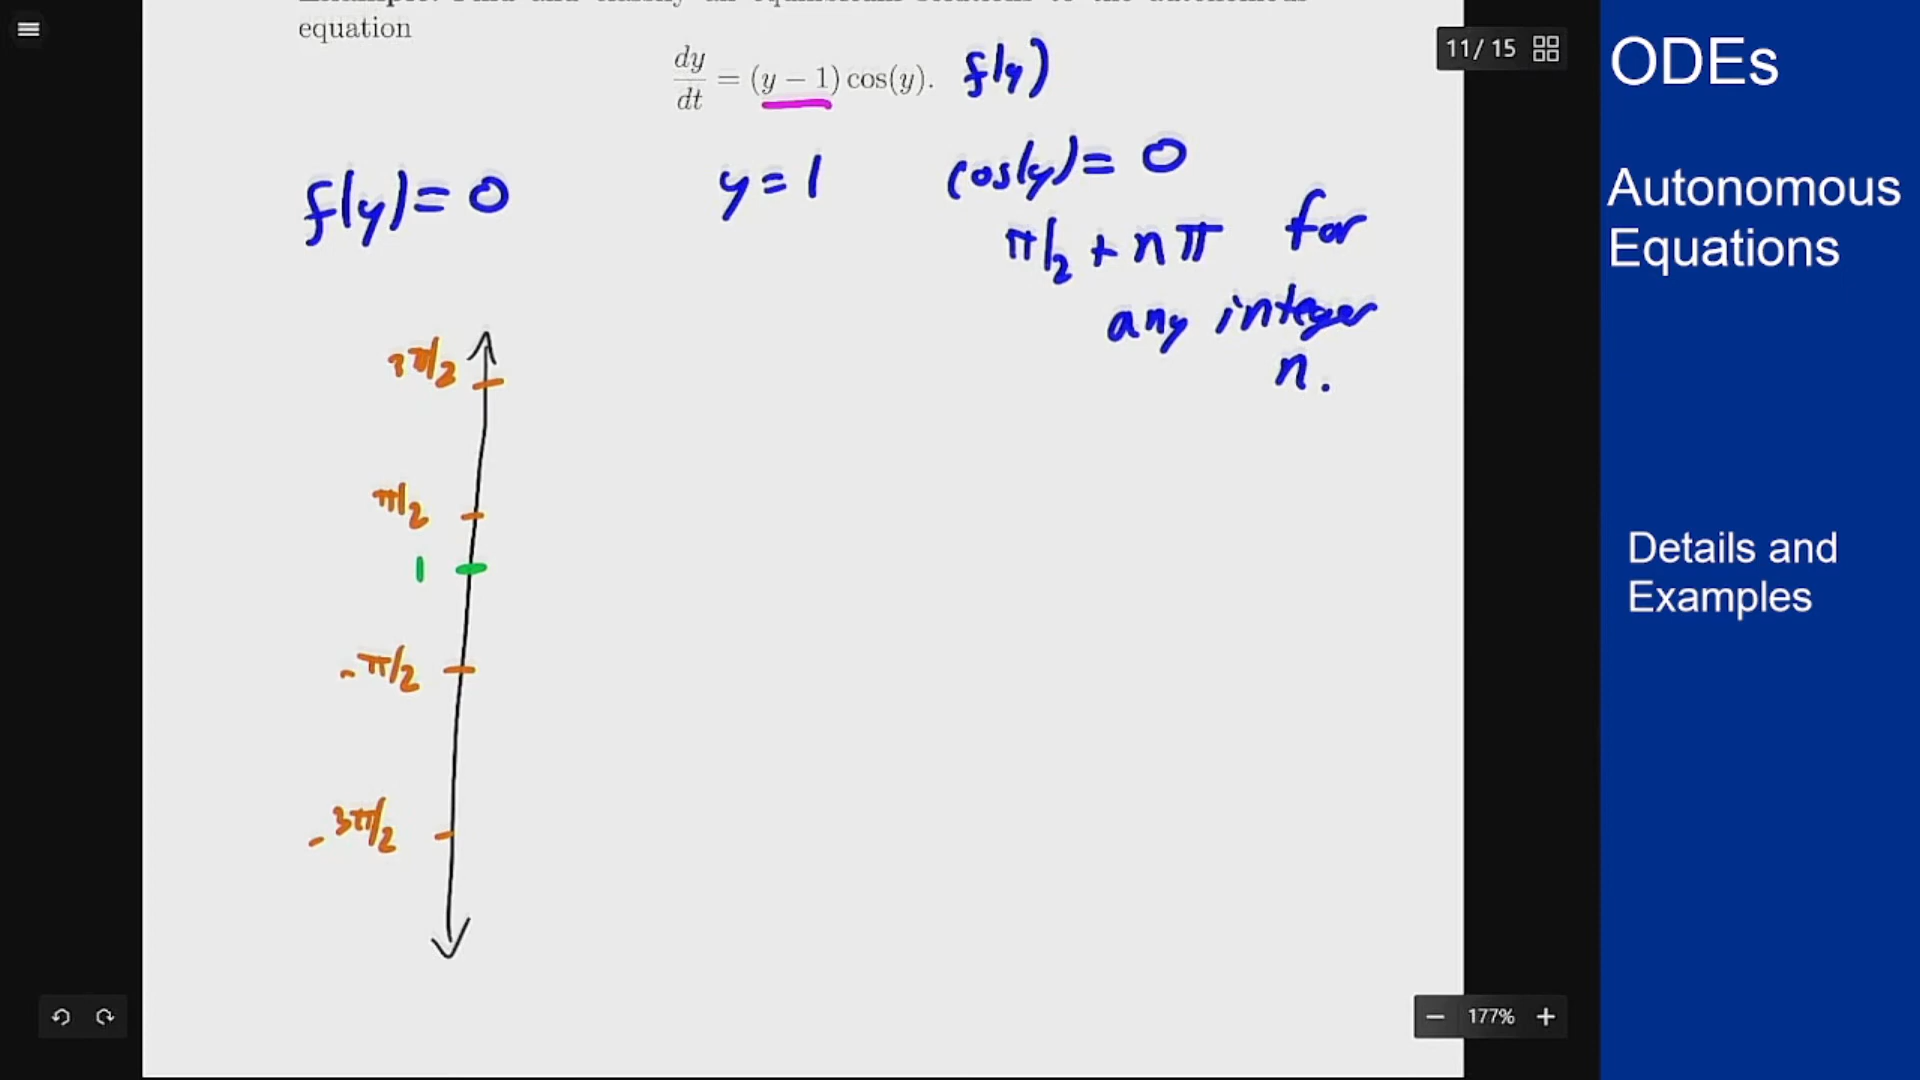 equation
dy/dt = (y − 1) cos(y). f(y)
f(y) = 0 y = 1 cos(y) = 0
π/2 + nπ for
any integer
n.
3π/2
π/2
1
-π/2
-3π/2
11/ 15
177%
ODEs
Autonomous
Equations
Details and
Examples